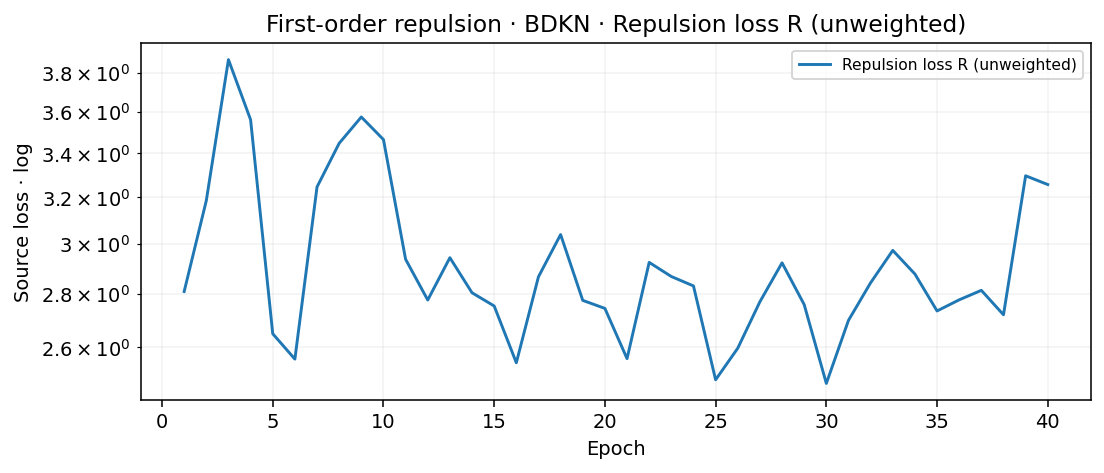 First-order repulsion · BDKN · Repulsion loss R (unweighted)
Repulsion loss R (unweighted)
Source loss · log
3.8 × 10⁰
3.6 × 10⁰
3.4 × 10⁰
3.2 × 10⁰
3 × 10⁰
2.8 × 10⁰
2.6 × 10⁰
0 5 10 15 20 25 30 35 40
Epoch